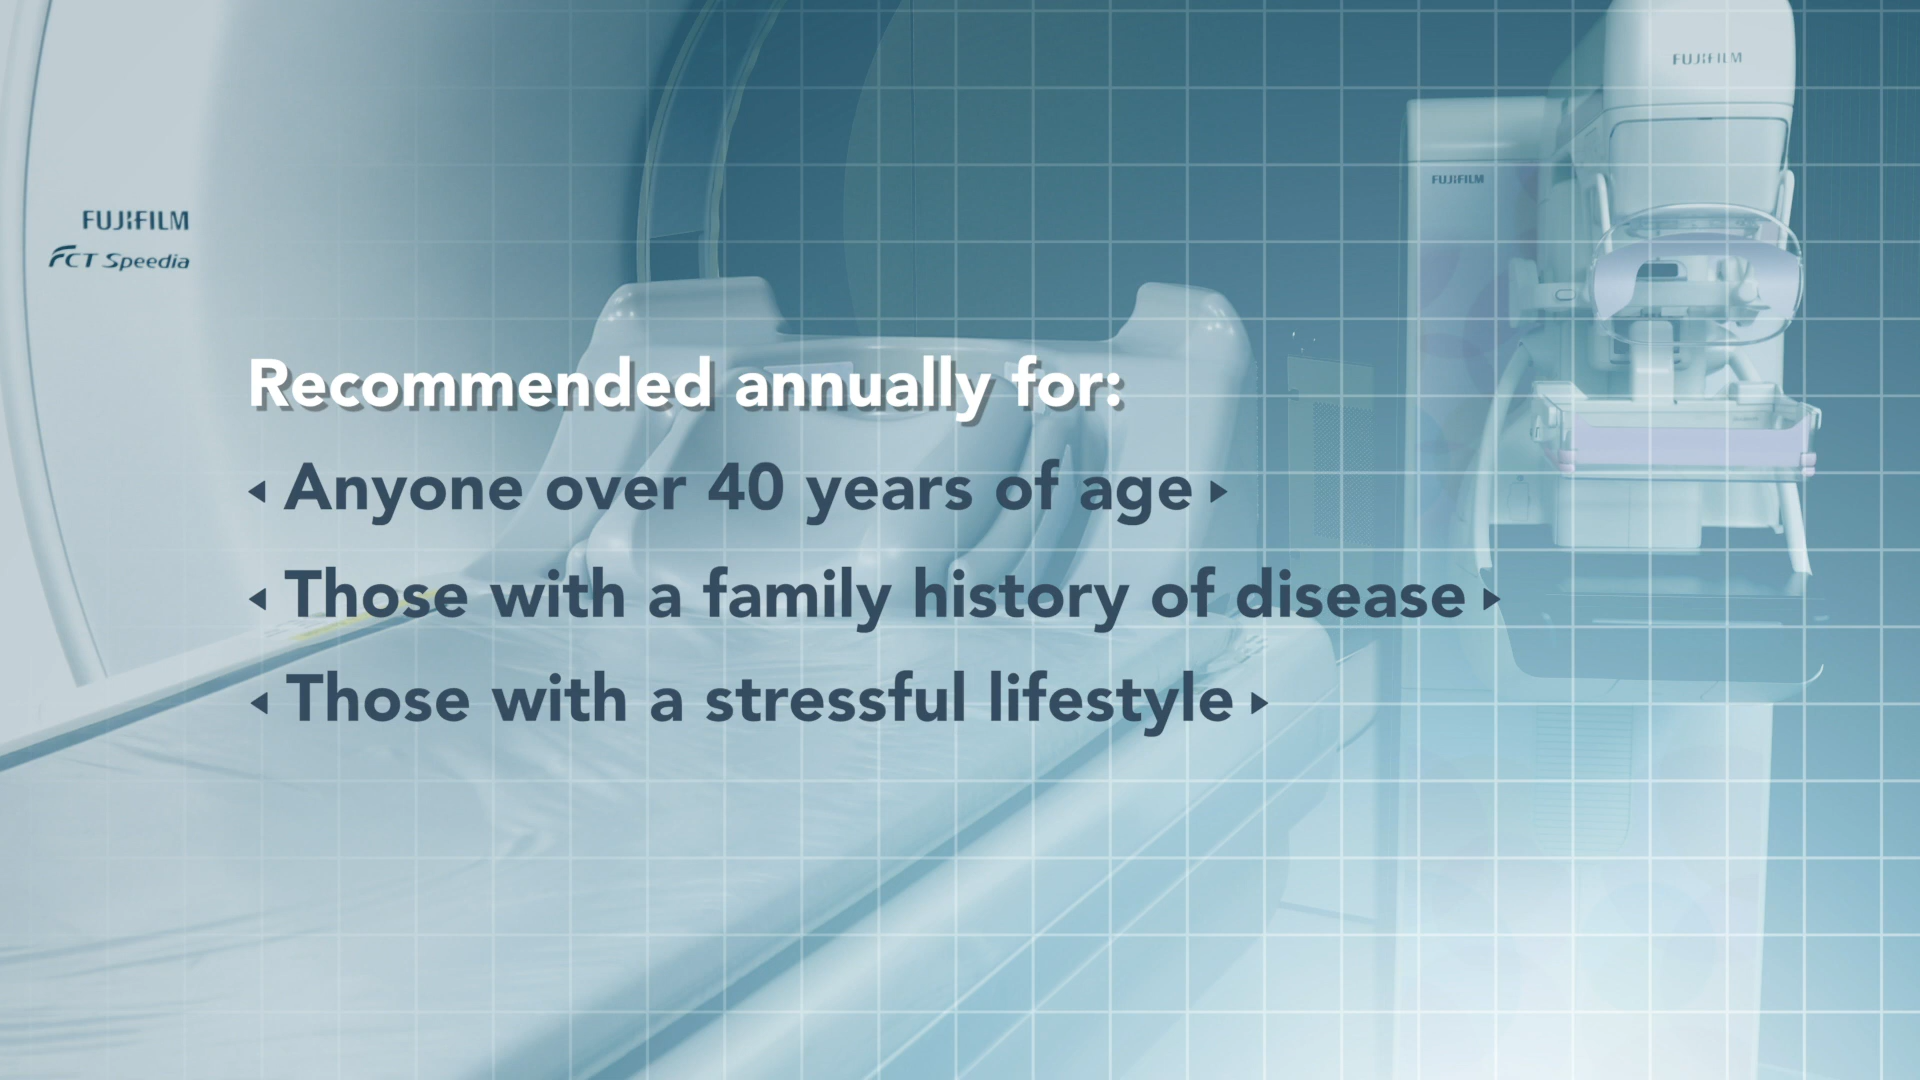 FUJIFILM
FUJIFILM
FUJIFILM
FCT Speedia
Recommended annually for:
Anyone over 40 years of age
Those with a family history of disease
Those with a stressful lifestyle